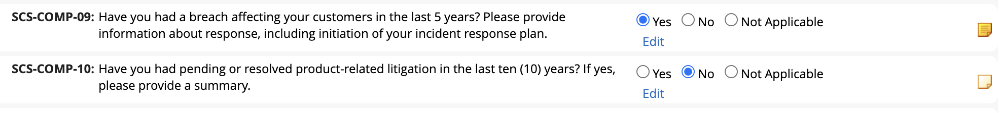 SCS-COMP-09: Have you had a breach affecting your customers in the last 5 years? Please provide
information about response, including initiation of your incident response plan.
Yes No Not Applicable
Edit
SCS-COMP-10: Have you had pending or resolved product-related litigation in the last ten (10) years? If yes,
please provide a summary.
Yes No Not Applicable
Edit